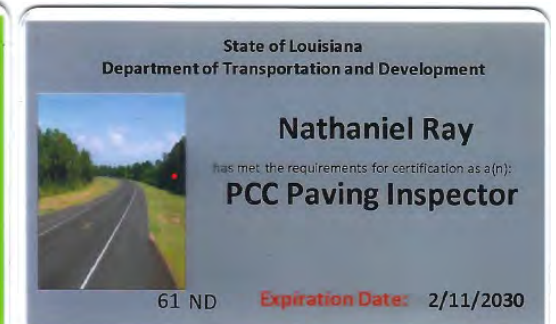 State of Louisiana
Department of Transportation and Development
Nathaniel Ray
has met the requirements for certification as a(n):
PCC Paving Inspector
61 ND
Expiration Date: 2/11/2030